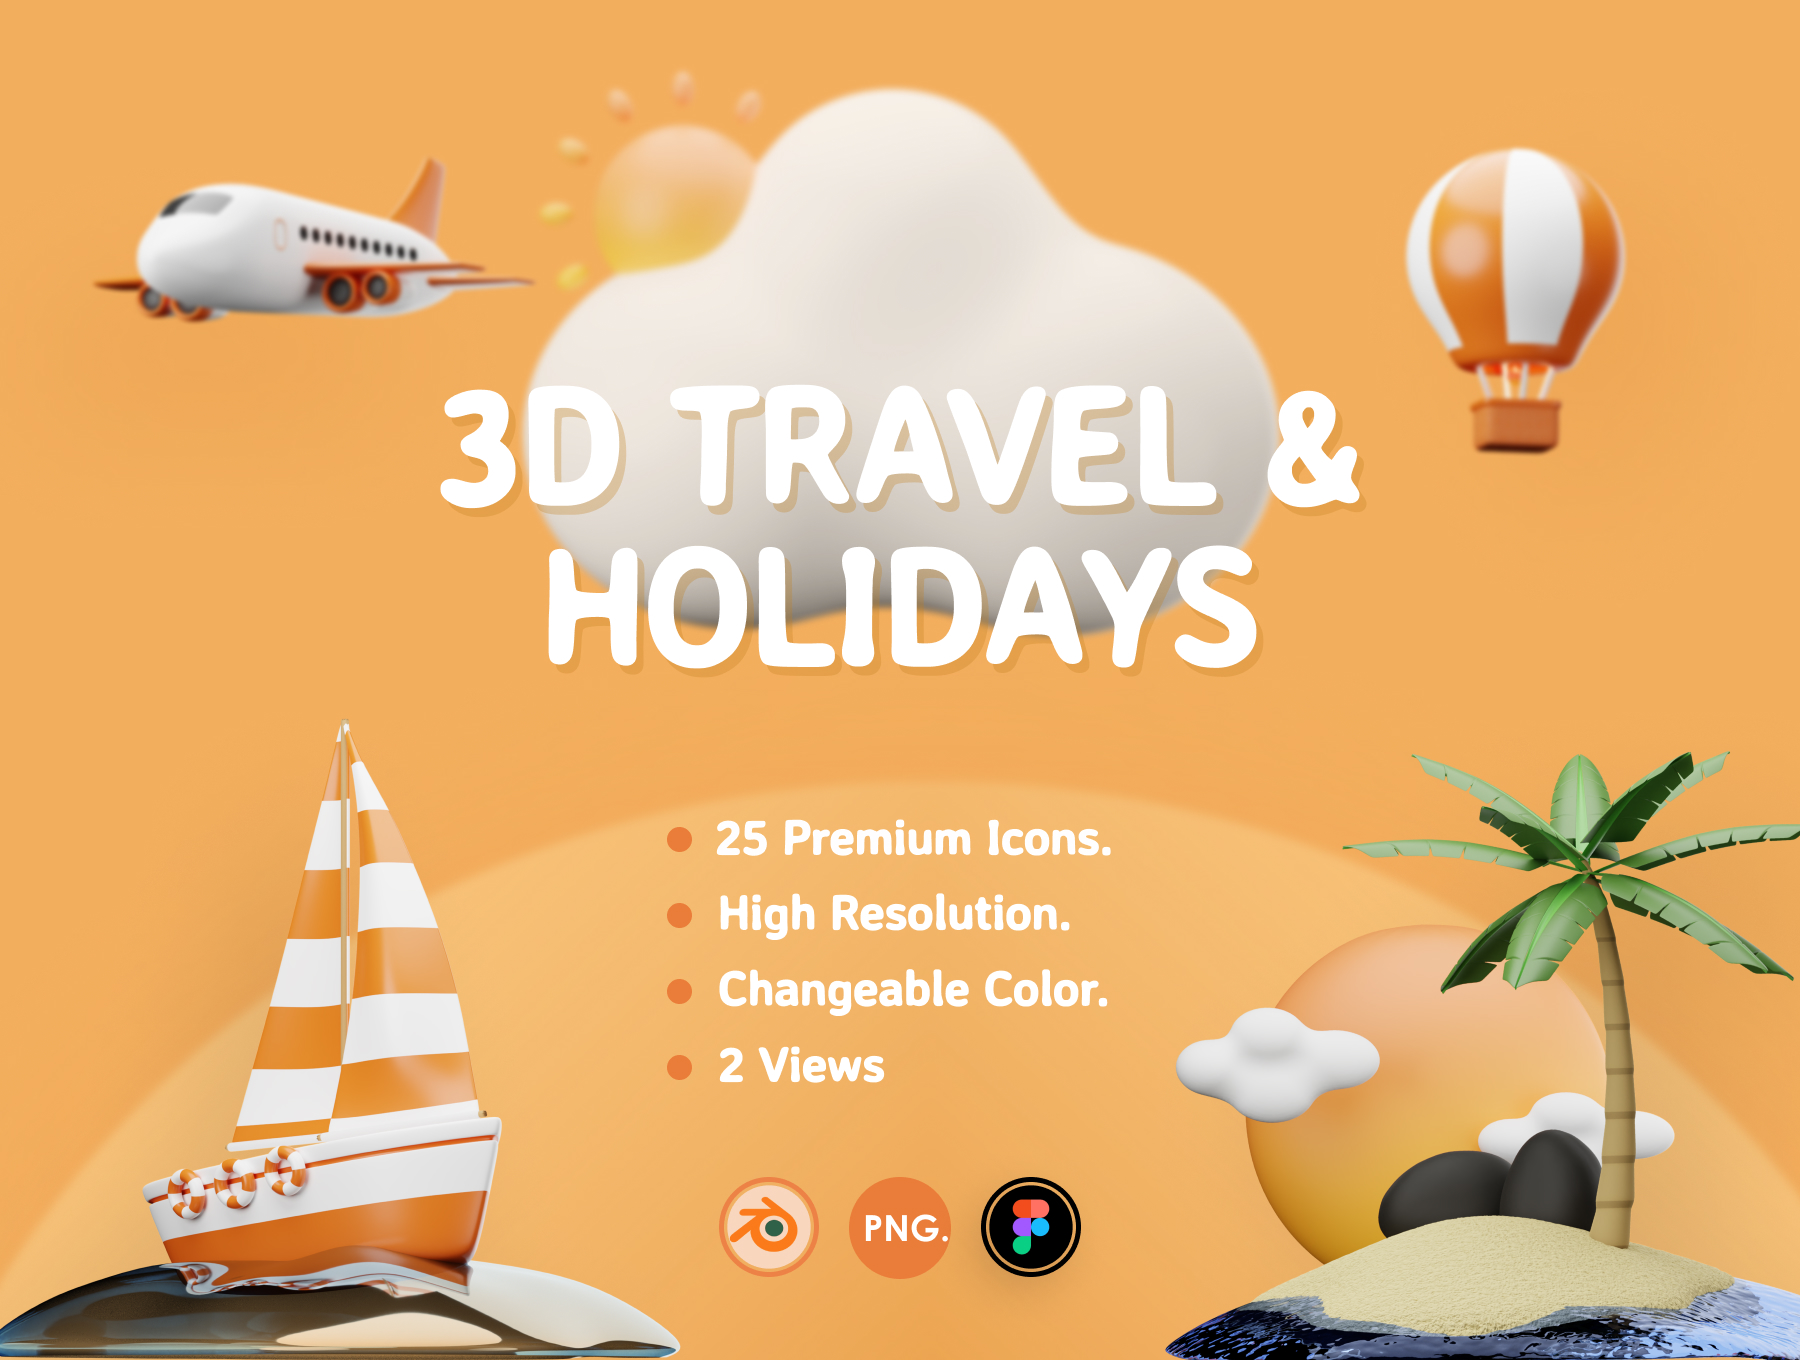 3D TRAVEL &
HOLIDAYS
25 Premium Icons.
High Resolution.
Changeable Color.
2 Views
PNG.